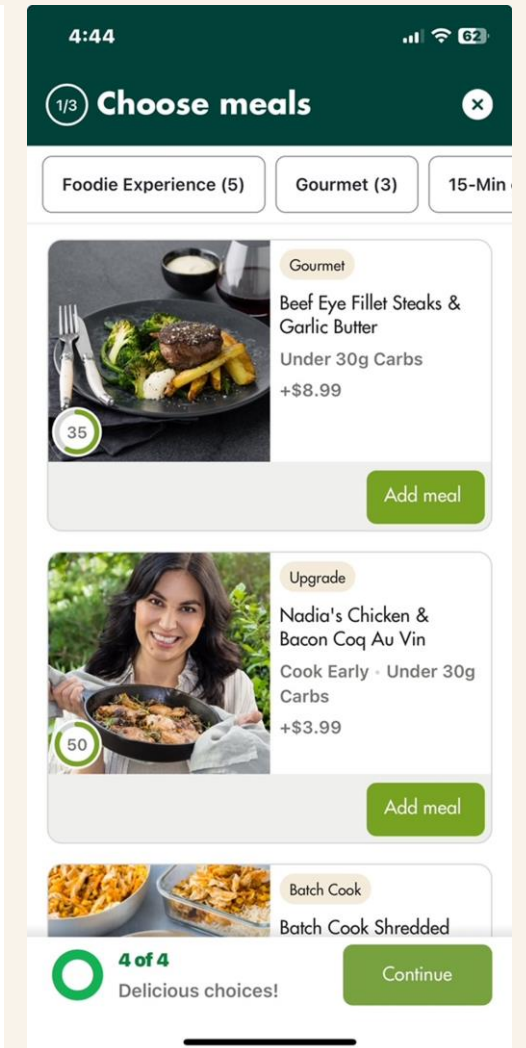 4:44
62
1/3 Choose meals
Foodie Experience (5)
Gourmet (3)
15-Min
Gourmet
Beef Eye Fillet Steaks &
Garlic Butter
Under 30g Carbs
+$8.99
35
Add meal
Upgrade
Nadia's Chicken &
Bacon Coq Au Vin
Cook Early · Under 30g
Carbs
+$3.99
50
Add meal
Batch Cook
Batch Cook Shredded
4 of 4
Delicious choices!
Continue